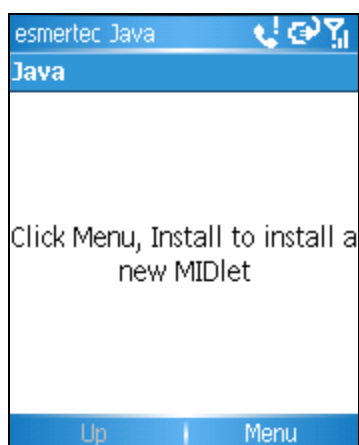 esmertec Java
Java
Click Menu, Install to install a
new MIDlet
Up
Menu